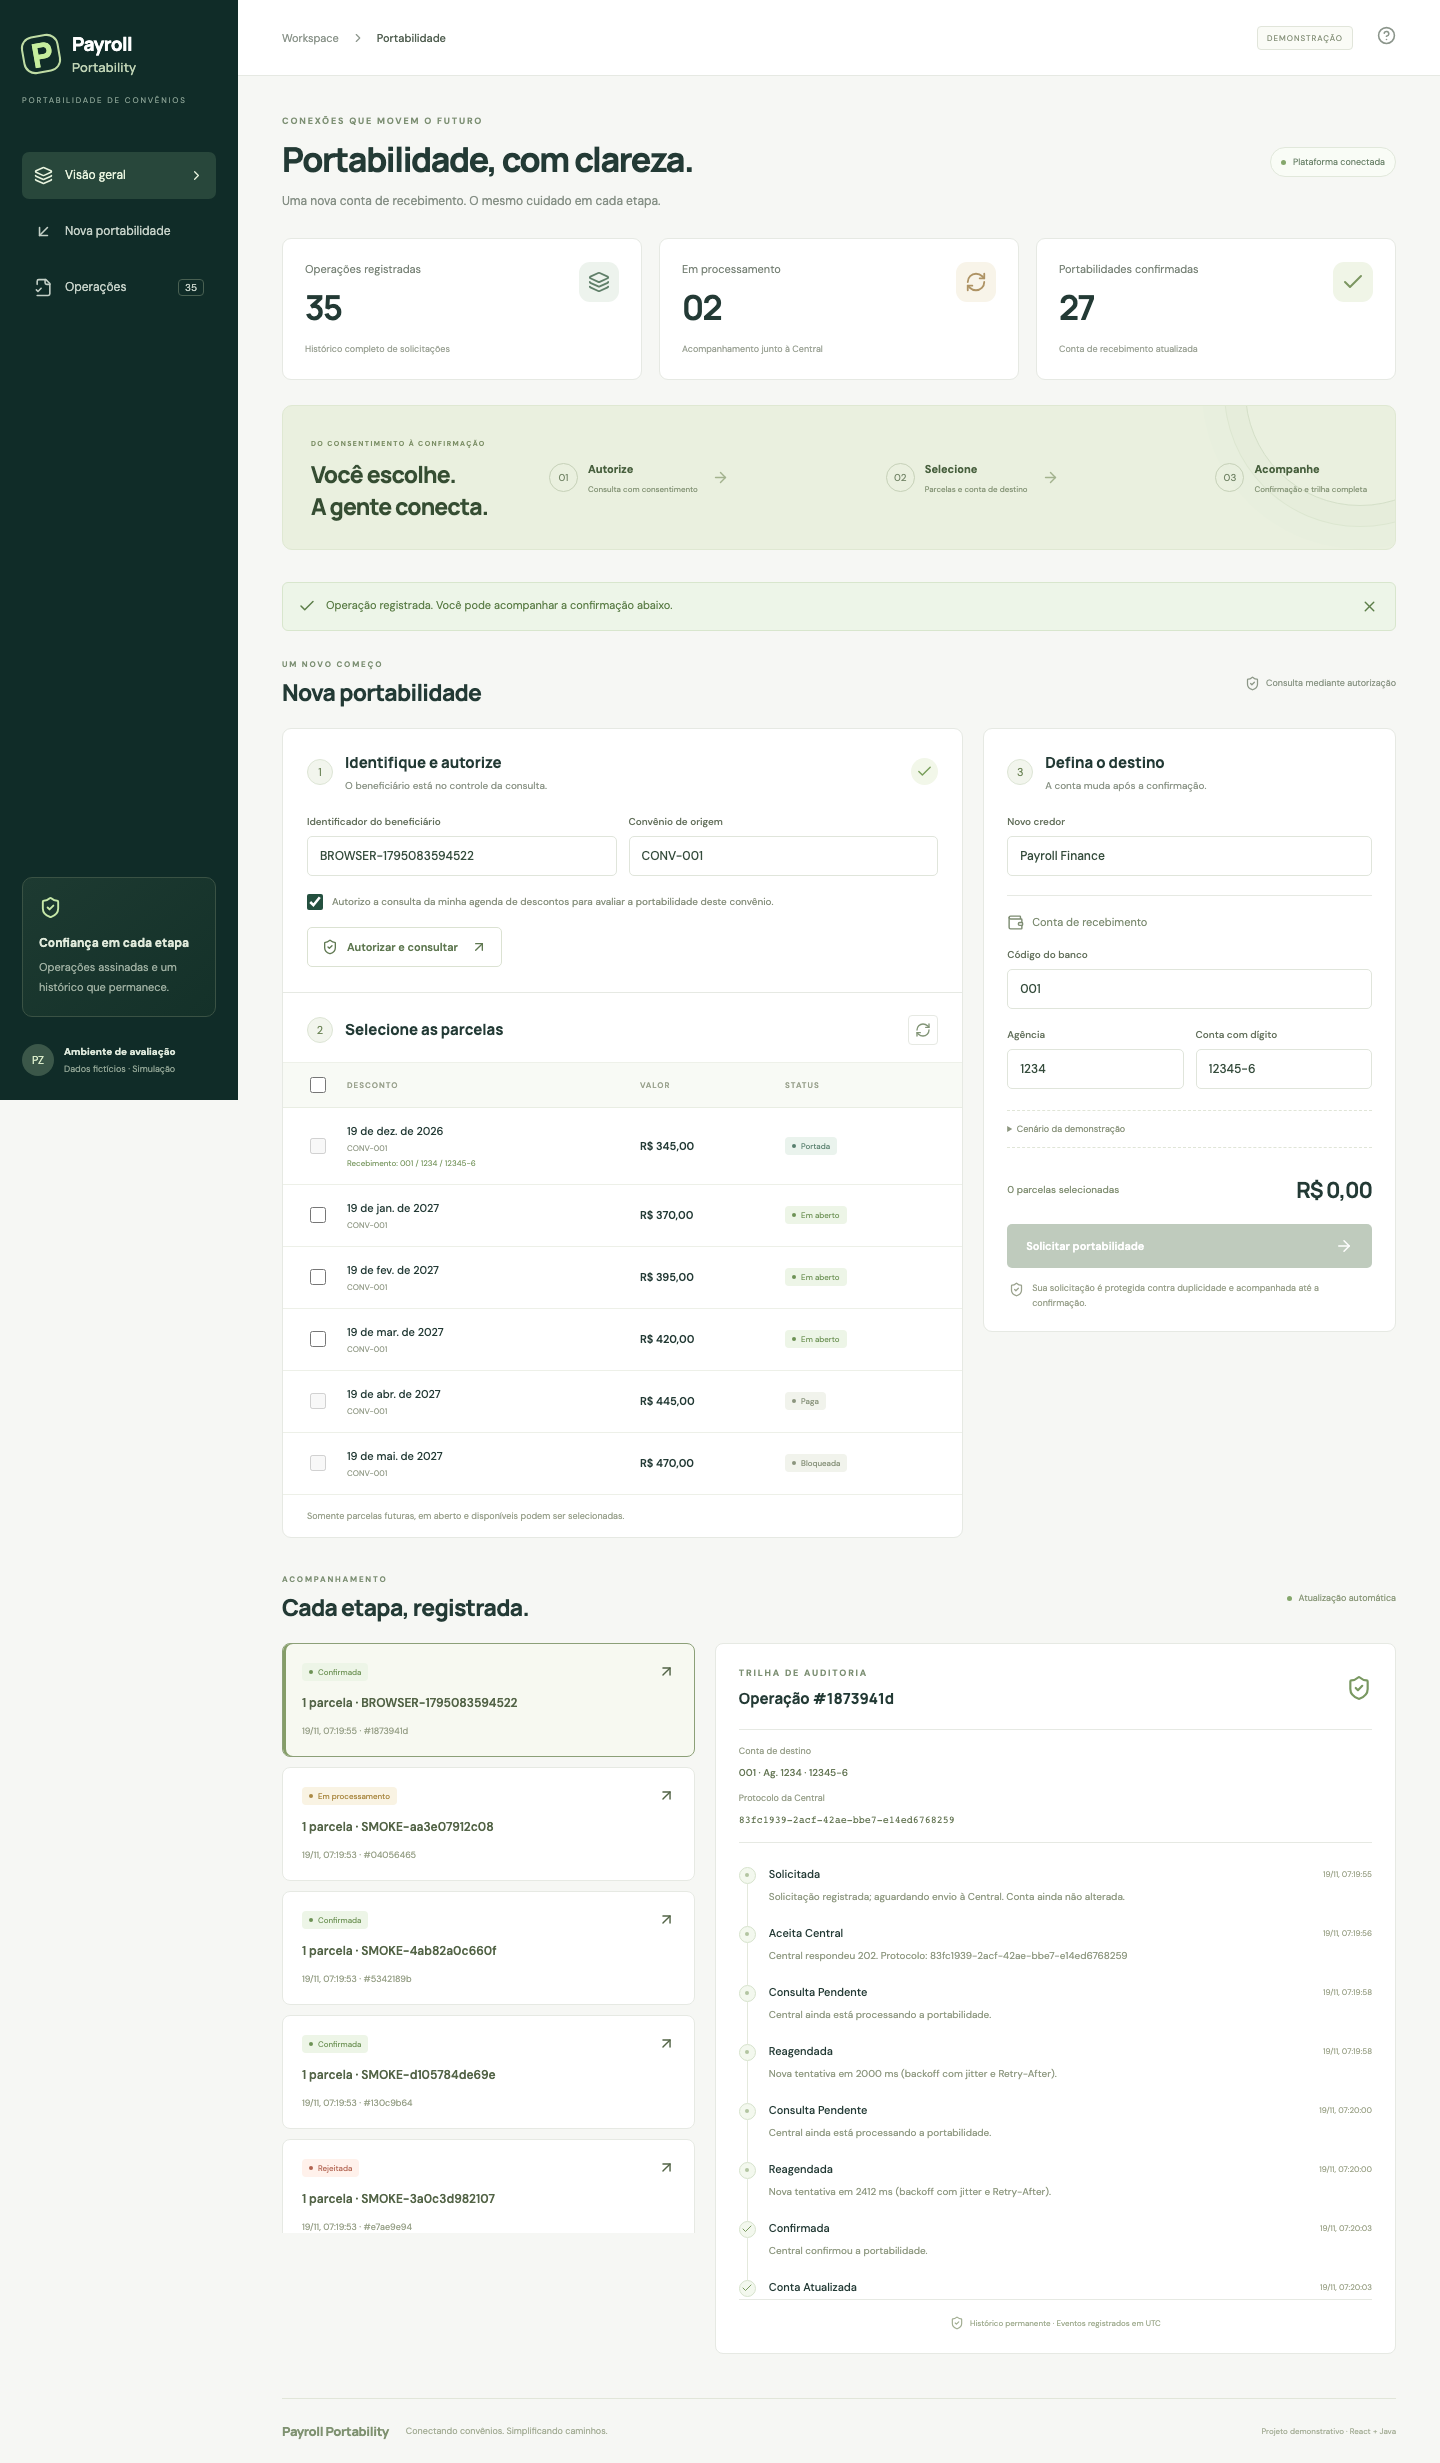 Payroll
Portability
PORTABILIDADE DE CONVÊNIOS
Visão geral
Nova portabilidade
Operações 35
Confiança em cada etapa
Operações assinadas e um
histórico que permanece.
PZ
Ambiente de avaliação
Dados fictícios · Simulação
Workspace > Portabilidade
DEMONSTRAÇÃO
CONEXÕES QUE MOVEM O FUTURO
Portabilidade, com clareza.
Uma nova conta de recebimento. O mesmo cuidado em cada etapa.
Plataforma conectada
Operações registradas
35
Histórico completo de solicitações
Em processamento
02
Acompanhamento junto à Central
Portabilidades confirmadas
27
Conta de recebimento atualizada
DO CONSENTIMENTO À CONFIRMAÇÃO
Você escolhe.
A gente conecta.
01
Autorize
Consulta com consentimento
02
Selecione
Parcelas e conta de destino
03
Acompanhe
Confirmação e trilha completa
Operação registrada. Você pode acompanhar a confirmação abaixo.
UM NOVO COMEÇO
Nova portabilidade
Consulta mediante autorização
1
Identifique e autorize
O beneficiário está no controle da consulta.
Identificador do beneficiário
BROWSER-1795083594522
Convênio de origem
CONV-001
Autorizo a consulta da minha agenda de descontos para avaliar a portabilidade deste convênio.
Autorizar e consultar
2
Selecione as parcelas
DESCONTO VALOR STATUS
19 de dez. de 2026
CONV-001
Recebimento: 001 / 1234 / 12345-6
R$ 345,00
Portada
19 de jan. de 2027
CONV-001
R$ 370,00
Em aberto
19 de fev. de 2027
CONV-001
R$ 395,00
Em aberto
19 de mar. de 2027
CONV-001
R$ 420,00
Em aberto
19 de abr. de 2027
CONV-001
R$ 445,00
Paga
19 de mai. de 2027
CONV-001
R$ 470,00
Bloqueada
Somente parcelas futuras, em aberto e disponíveis podem ser selecionadas.
3
Defina o destino
A conta muda após a confirmação.
Novo credor
Payroll Finance
Conta de recebimento
Código do banco
001
Agência
1234
Conta com dígito
12345-6
Cenário da demonstração
0 parcelas selecionadas
R$ 0,00
Solicitar portabilidade
Sua solicitação é protegida contra duplicidade e acompanhada até a
confirmação.
ACOMPANHAMENTO
Cada etapa, registrada.
Atualização automática
Confirmada
1 parcela · BROWSER-1795083594522
19/11, 07:19:55 · #1873941d
Em processamento
1 parcela · SMOKE-aa3e07912c08
19/11, 07:19:53 · #04056465
Confirmada
1 parcela · SMOKE-4ab82a0c660f
19/11, 07:19:53 · #5342189b
Confirmada
1 parcela · SMOKE-d105784de69e
19/11, 07:19:53 · #130c9b64
Rejeitada
1 parcela · SMOKE-3a0c3d982107
19/11, 07:19:53 · #e7ae9e94
TRILHA DE AUDITORIA
Operação #1873941d
Conta de destino
001 · Ag. 1234 · 12345-6
Protocolo da Central
83fc1939-2acf-42ae-bbe7-e14ed6768259
Solicitada 19/11, 07:19:55
Solicitação registrada; aguardando envio à Central. Conta ainda não alterada.
Aceita Central 19/11, 07:19:56
Central respondeu 202. Protocolo: 83fc1939-2acf-42ae-bbe7-e14ed6768259
Consulta Pendente 19/11, 07:19:58
Central ainda está processando a portabilidade.
Reagendada 19/11, 07:19:58
Nova tentativa em 2000 ms (backoff com jitter e Retry-After).
Consulta Pendente 19/11, 07:20:00
Central ainda está processando a portabilidade.
Reagendada 19/11, 07:20:00
Nova tentativa em 2412 ms (backoff com jitter e Retry-After).
Confirmada 19/11, 07:20:03
Central confirmou a portabilidade.
Conta Atualizada 19/11, 07:20:03
Histórico permanente · Eventos registrados em UTC
Payroll Portability
Conectando convênios. Simplificando caminhos.
Projeto demonstrativo · React + Java